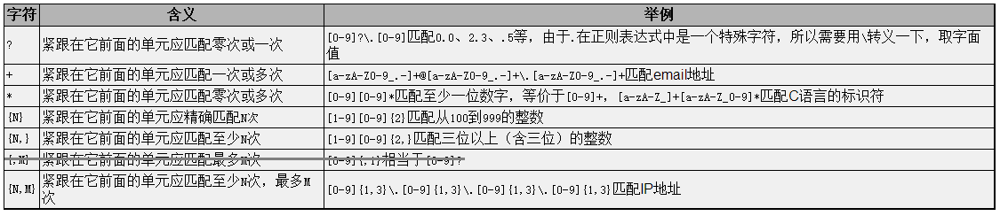 字符 含义 举例
? 紧跟在它前面的单元应匹配零次或一次 [0-9]?\.[0-9]匹配0.0、2.3、.5等，由于.在正则表达式中是一个特殊字符，所以需要用\转义一下，取字面
值
+ 紧跟在它前面的单元应匹配一次或多次 [a-zA-Z0-9_.-]+@[a-zA-Z0-9_.-]+\.[a-zA-Z0-9_.-]+匹配email地址
* 紧跟在它前面的单元应匹配零次或多次 [0-9][0-9]*匹配至少一位数字，等价于[0-9]+，[a-zA-Z_]+[a-zA-Z_0-9]*匹配C语言的标识符
{N} 紧跟在它前面的单元应精确匹配N次 [1-9][0-9]{2}匹配从100到999的整数
{N,} 紧跟在它前面的单元应匹配至少N次 [1-9][0-9]{2,}匹配三位以上（含三位）的整数
{,M} 紧跟在它前面的单元应匹配最多M次 [0-9]{,1}相当于[0-9]?
{N,M} 紧跟在它前面的单元应匹配至少N次，最多M
次 [0-9]{1,3}\.[0-9]{1,3}\.[0-9]{1,3}\.[0-9]{1,3}匹配IP地址